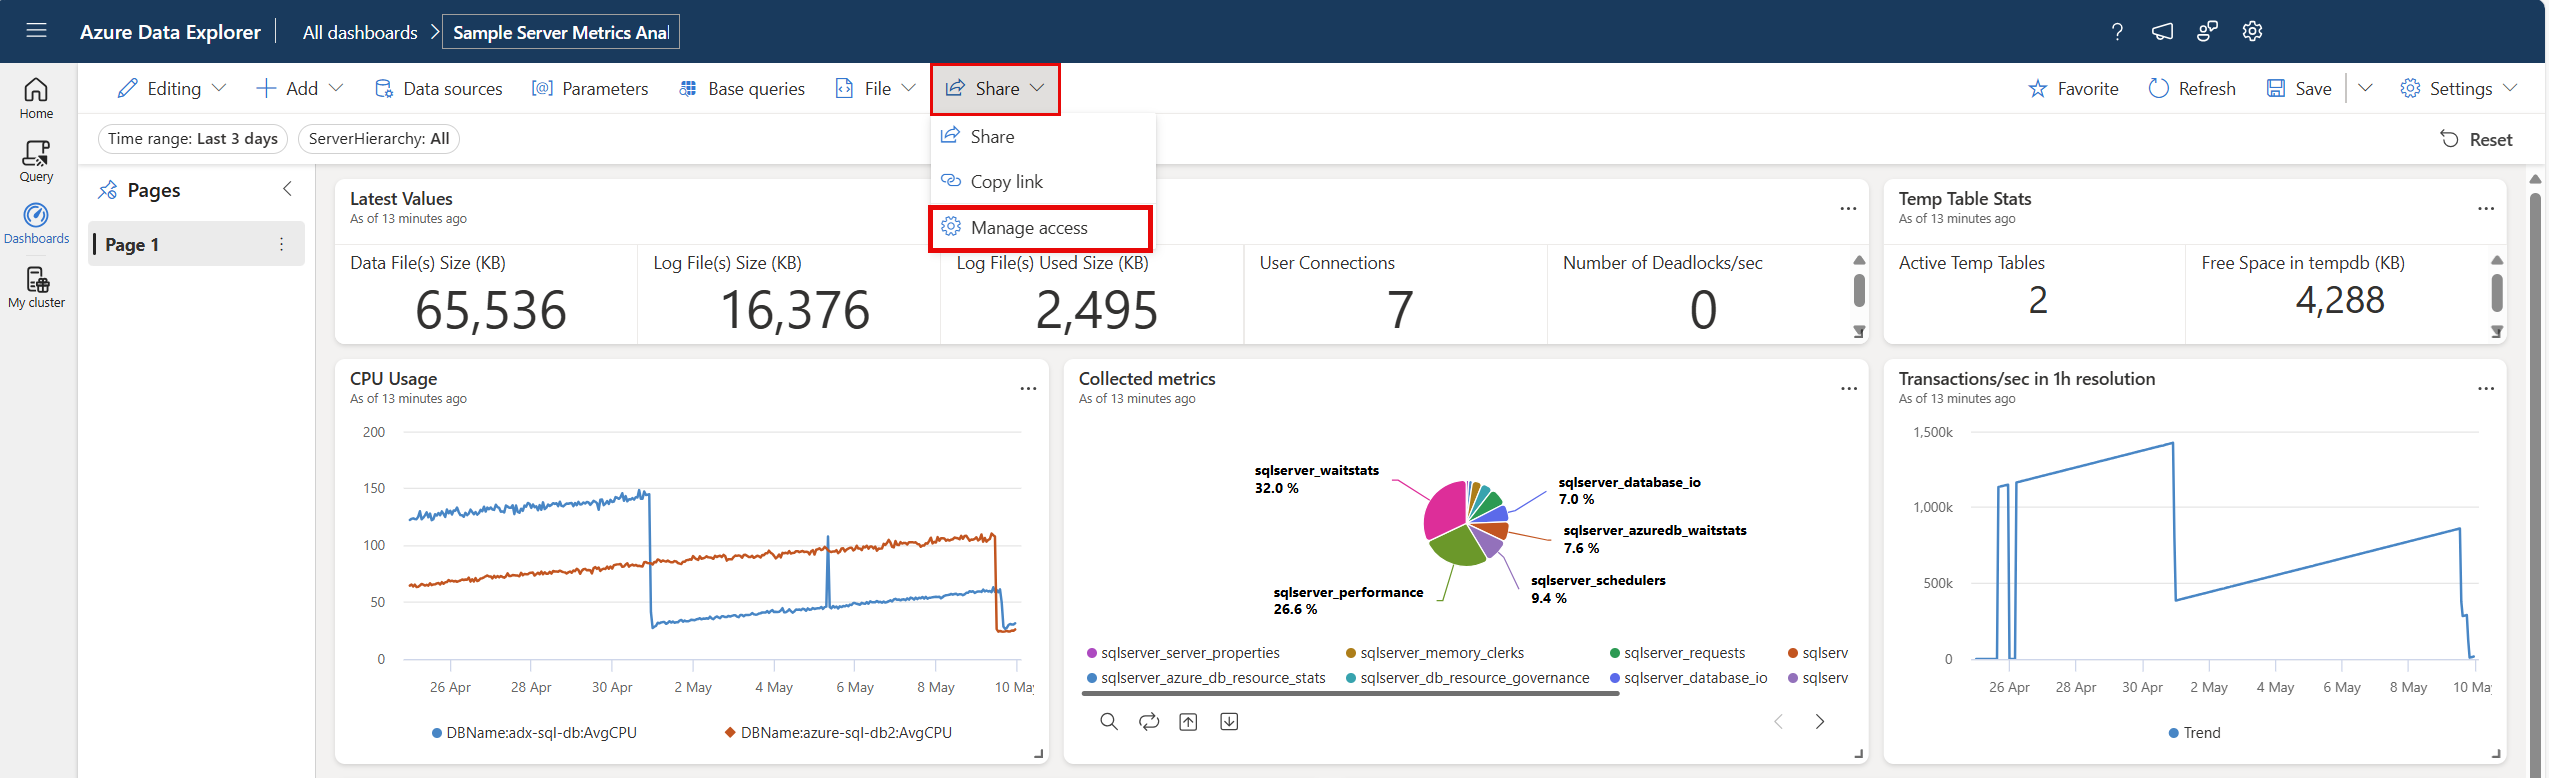 Azure Data Explorer
All dashboards
Sample Server Metrics Anal
Editing
Add
Data sources
Parameters
Base queries
File
Share
Favorite
Refresh
Save
Settings
Home
Query
Dashboards
My cluster
Time range: Last 3 days
ServerHierarchy: All
Reset
Share
Copy link
Manage access
Pages
Page 1
Latest Values
As of 13 minutes ago
Data File(s) Size (KB)
65,536
Log File(s) Size (KB)
16,376
Log File(s) Used Size (KB)
2,495
User Connections
7
Number of Deadlocks/sec
0
Temp Table Stats
As of 13 minutes ago
Active Temp Tables
2
Free Space in tempdb (KB)
4,288
CPU Usage
As of 13 minutes ago
200
150
100
50
0
26 Apr
28 Apr
30 Apr
2 May
4 May
6 May
8 May
10 May
DBName:adx-sql-db:AvgCPU
DBName:azure-sql-db2:AvgCPU
Collected metrics
As of 13 minutes ago
sqlserver_waitstats
32.0 %
sqlserver_database_io
7.0 %
sqlserver_azuredb_waitstats
7.6 %
sqlserver_schedulers
9.4 %
sqlserver_performance
26.6 %
sqlserver_server_properties
sqlserver_memory_clerks
sqlserver_requests
sqlserv
sqlserver_azure_db_resource_stats
sqlserver_db_resource_governance
sqlserver_database_io
sqlserv
Transactions/sec in 1h resolution
As of 13 minutes ago
1,500k
1,000k
500k
0
26 Apr
28 Apr
30 Apr
2 May
4 May
6 May
8 May
10 Ma
Trend